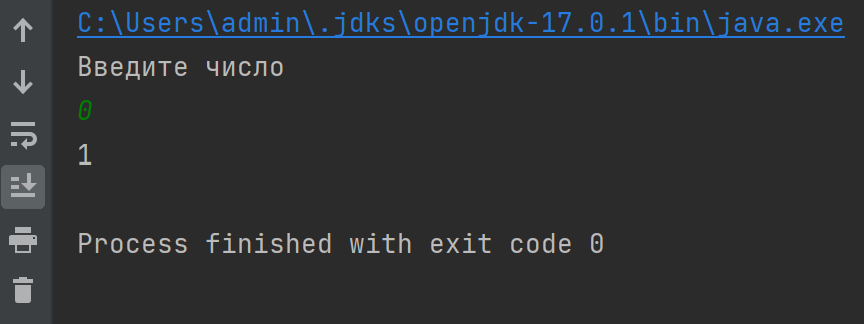 C:\Users\admin\.jdks\openjdk-17.0.1\bin\java.exe
Введите число
0
1
Process finished with exit code 0